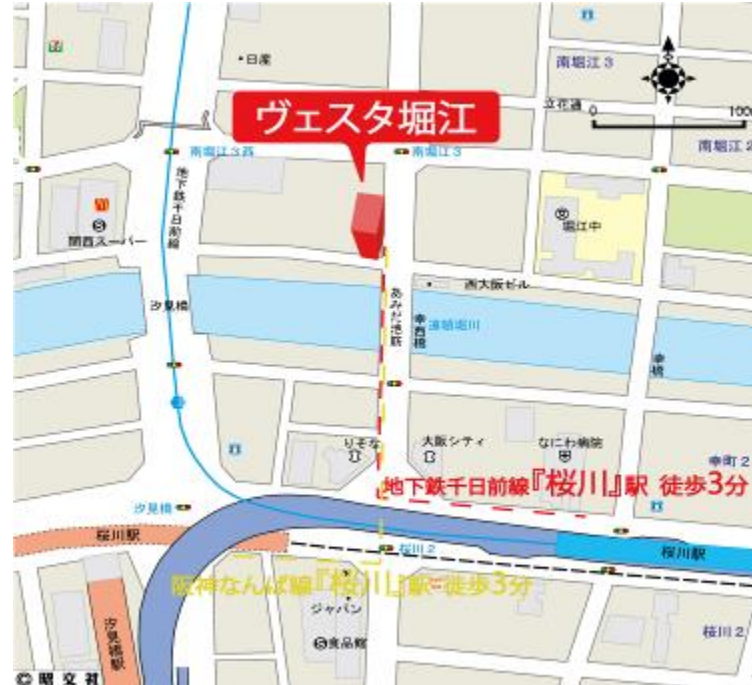 日産
南堀江3
立花通
0
100
ヴェスタ堀江
南堀江3西
南堀江3
南堀江2
地下鉄千日前線
関西スーパー
堀江中
西大阪ビル
汐見橋
あみだ池筋
幸西橋
道頓堀川
幸橋
りそな
大阪シティ
なにわ病院
幸町2
地下鉄千日前線『桜川』駅 徒歩3分
汐見橋
桜川駅
桜川2
桜川駅
阪神なんば線『桜川』駅 徒歩3分
ジャパン
汐見橋駅
食品館
桜川2
©昭文社